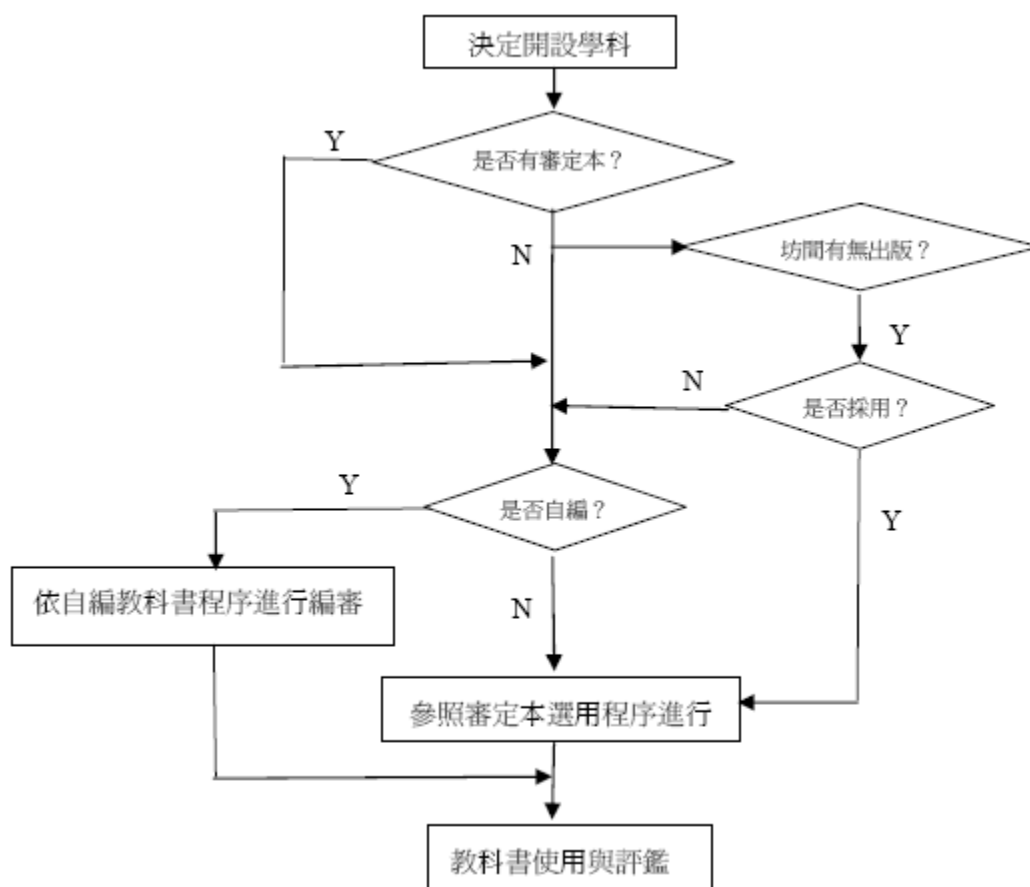 決定開設學科
Y
是否有審定本？
N
坊間有無出版？
Y
N
是否採用？
Y
是否自編？
Y
依自編教科書程序進行編審
N
參照審定本選用程序進行
教科書使用與評鑑